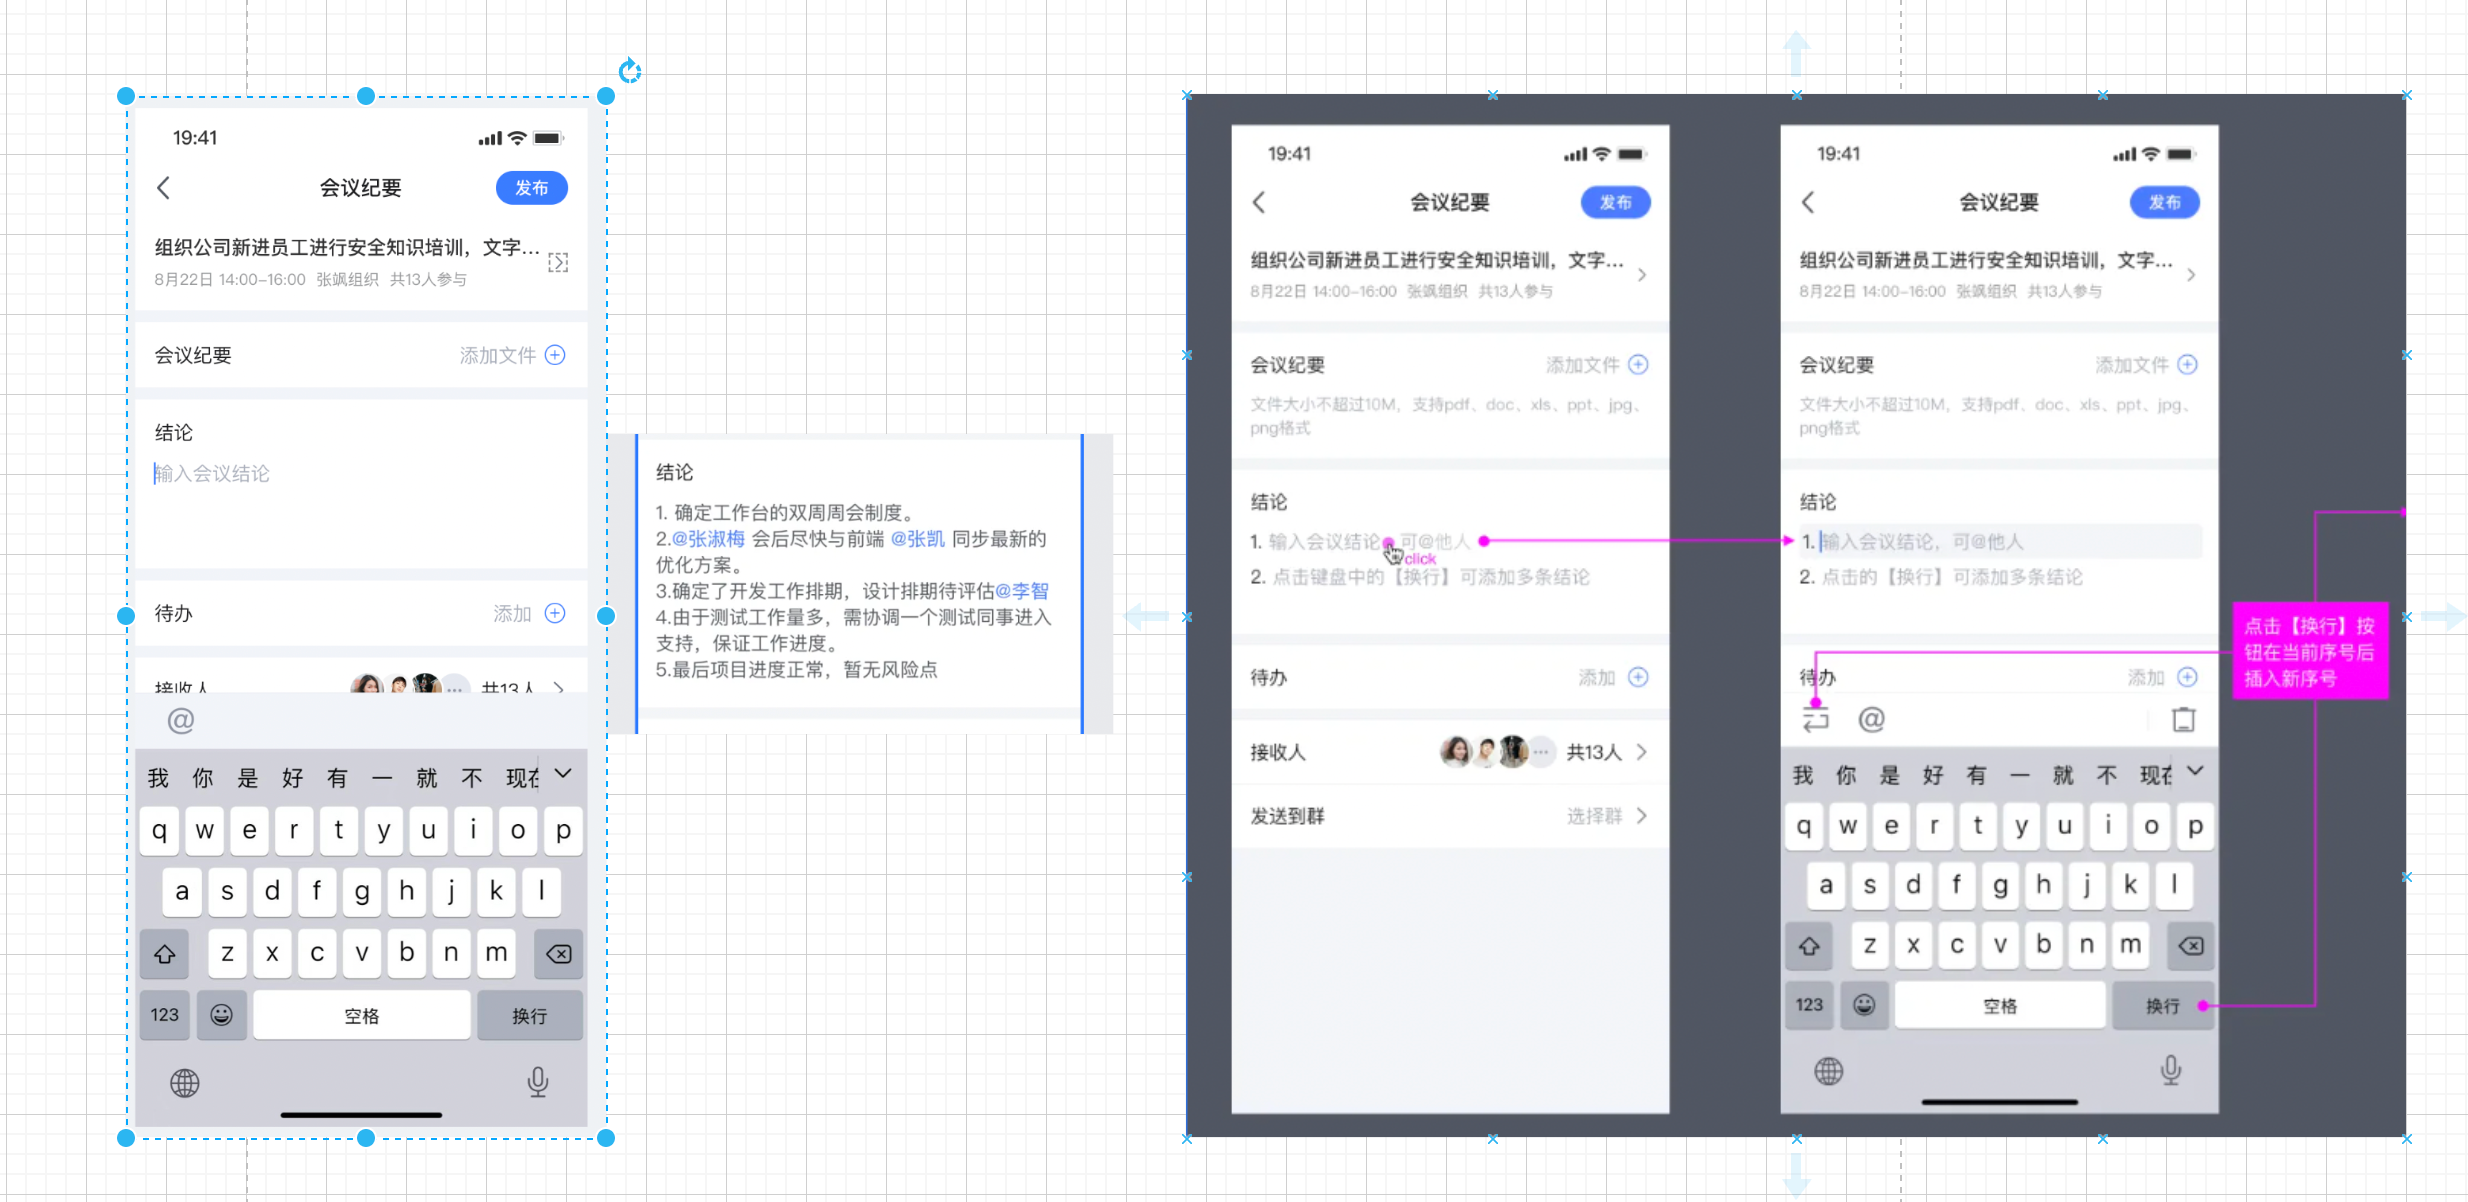 19:41
会议纪要
发布
组织公司新进员工进行安全知识培训，文字...
8月22日 14:00-16:00 张飒组织 共13人参与
会议纪要
添加文件
结论
输入会议结论
待办
添加
接收人
共13人
@
我 你 是 好 有 一 就 不 现在
q w e r t y u i o p
a s d f g h j k l
z x c v b n m
123
空格
换行
结论
1. 确定工作台的双周周会制度。
2.@张淑梅 会后尽快与前端 @张凯 同步最新的
优化方案。
3.确定了开发工作排期，设计排期待评估@李智
4.由于测试工作量多，需协调一个测试同事进入
支持，保证工作进度。
5.最后项目进度正常，暂无风险点
19:41
会议纪要
发布
组织公司新进员工进行安全知识培训，文字...
8月22日 14:00-16:00 张飒组织 共13人参与
会议纪要
添加文件
文件大小不超过10M，支持pdf、doc、xls、ppt、jpg、
png格式
结论
1. 输入会议结论 可@他人
click
2. 点击键盘中的【换行】可添加多条结论
待办
添加
接收人
共13人
发送到群
选择群
19:41
会议纪要
发布
组织公司新进员工进行安全知识培训，文字...
8月22日 14:00-16:00 张飒组织 共13人参与
会议纪要
添加文件
文件大小不超过10M，支持pdf、doc、xls、ppt、jpg、
png格式
结论
1. 输入会议结论，可@他人
2. 点击的【换行】可添加多条结论
待办
添加
@
我 你 是 好 有 一 就 不 现在
q w e r t y u i o p
a s d f g h j k l
z x c v b n m
123
空格
换行
点击【换行】按
钮在当前序号后
插入新序号